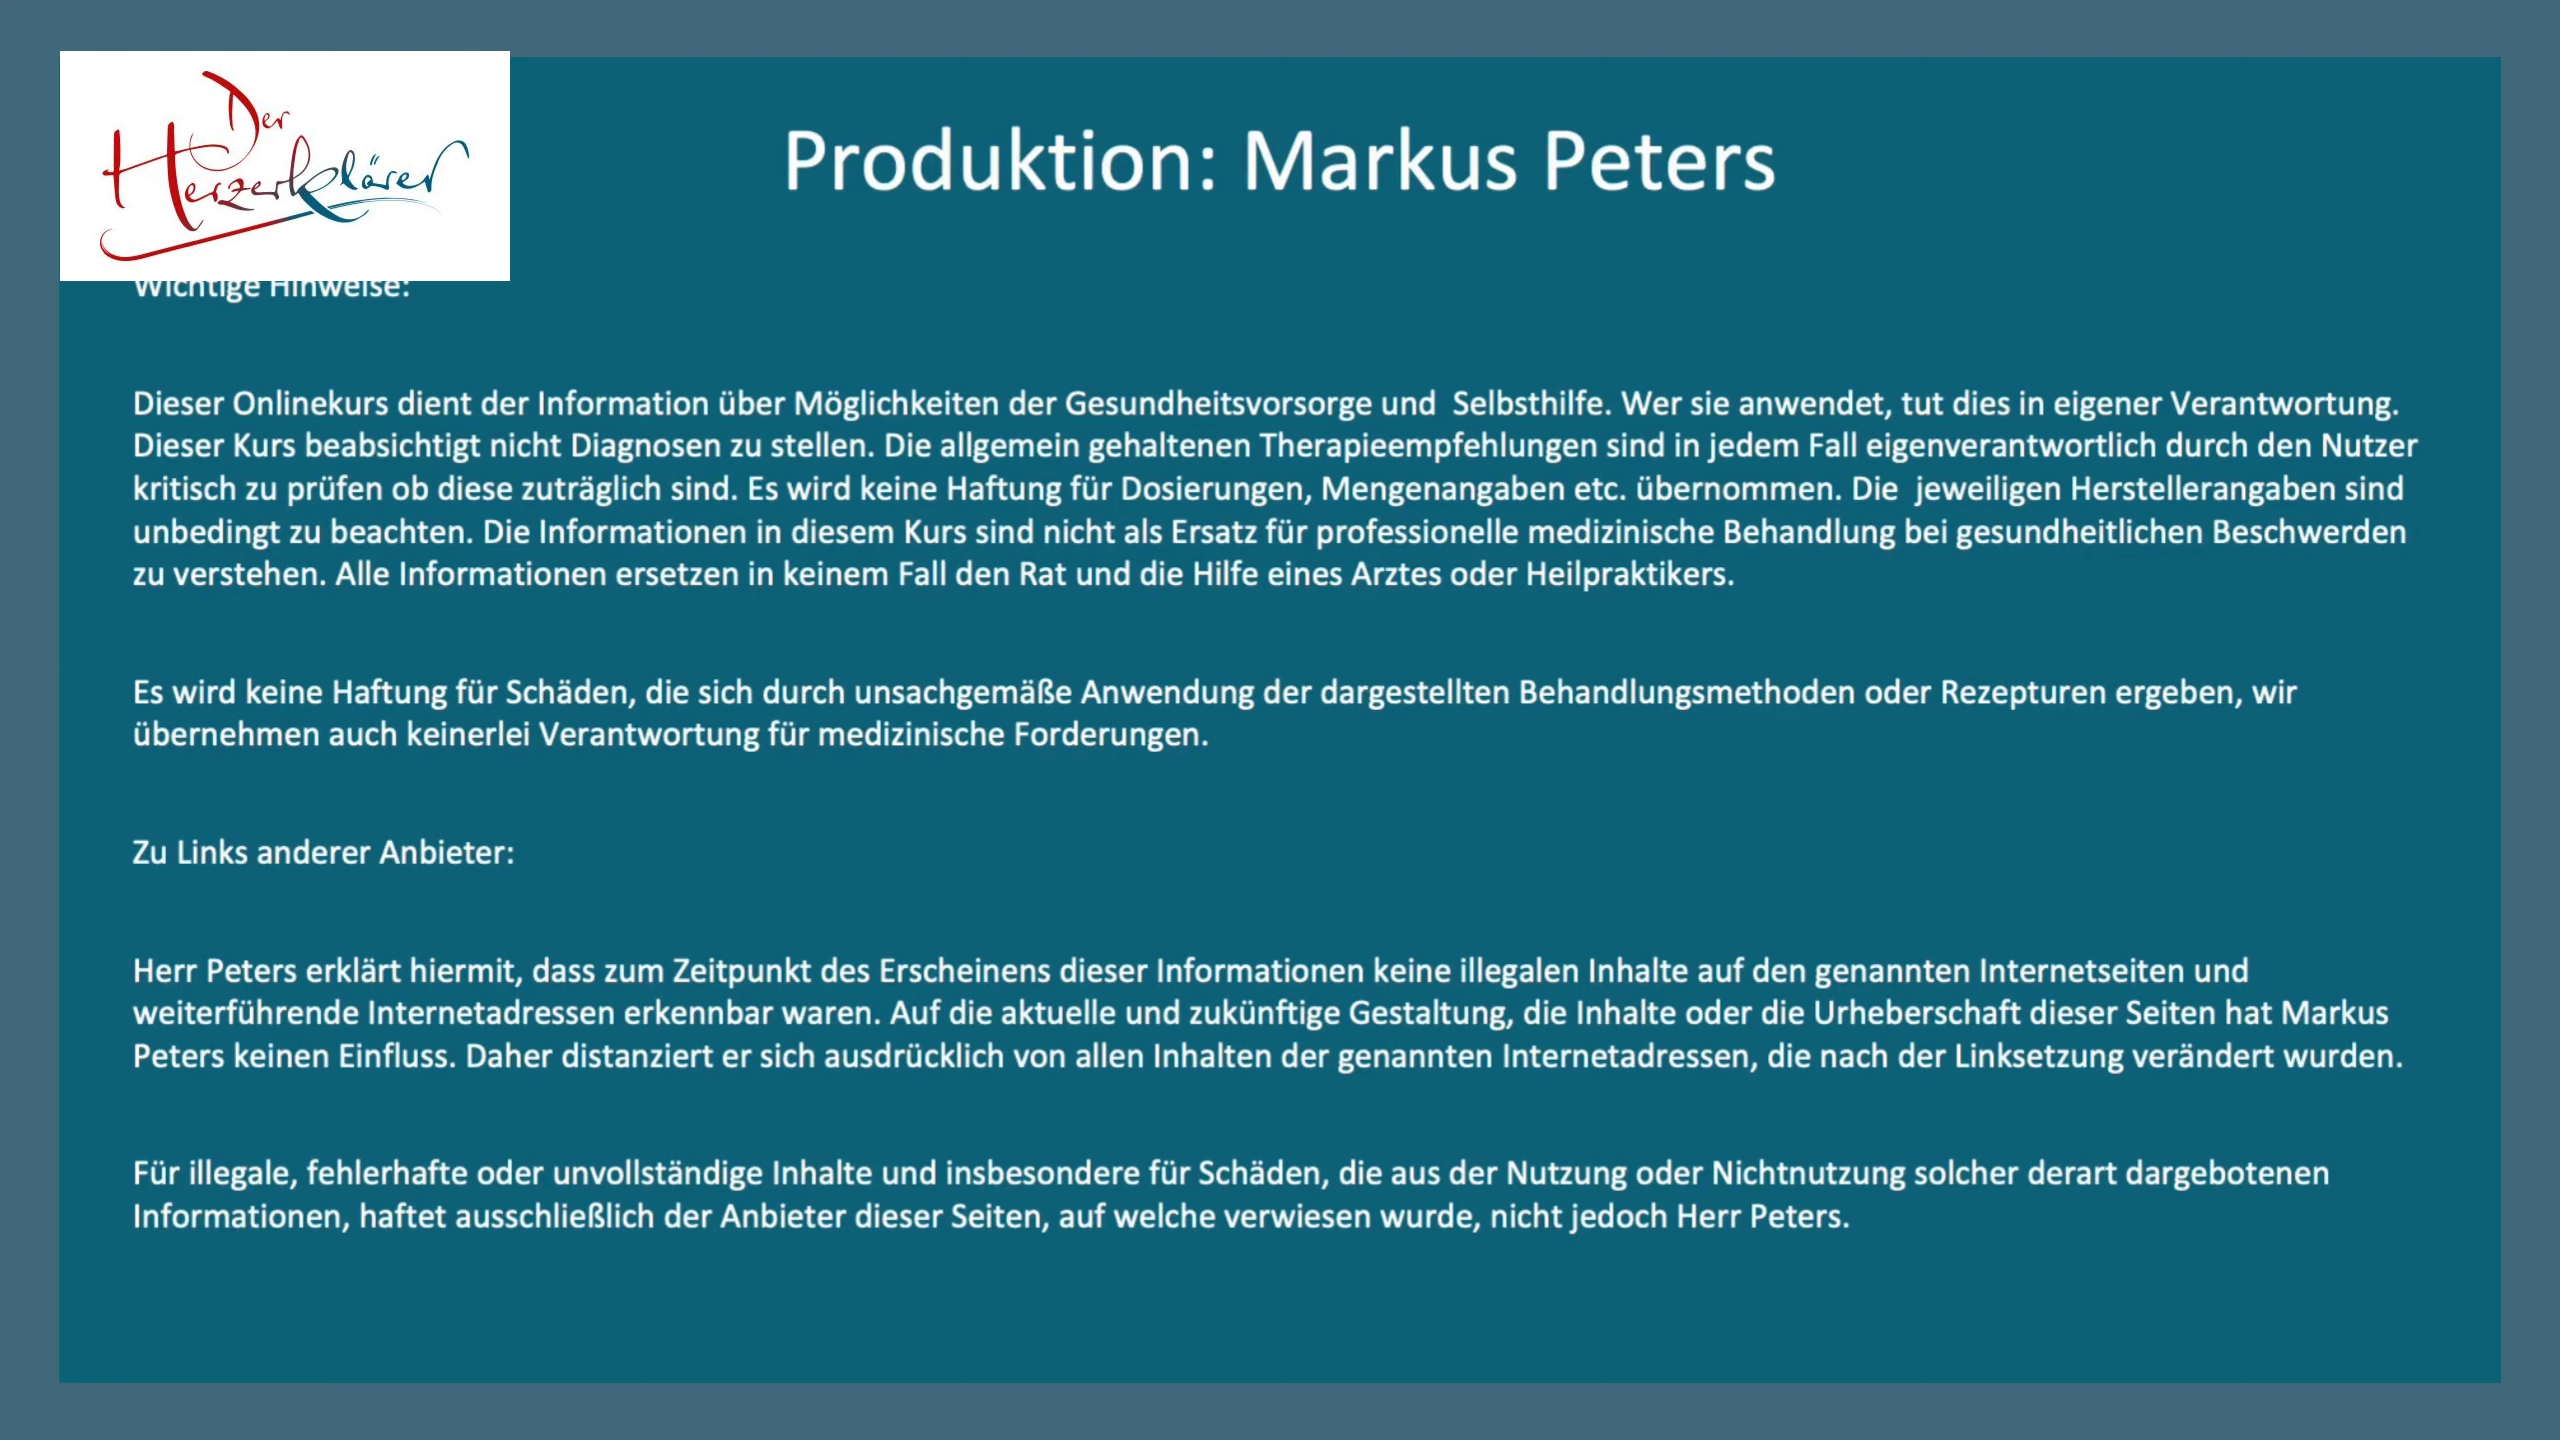 Der
Herzerklärer
Produktion: Markus Peters
Wichtige Hinweise:
Dieser Onlinekurs dient der Information über Möglichkeiten der Gesundheitsvorsorge und  Selbsthilfe. Wer sie anwendet, tut dies in eigener Verantwortung.
Dieser Kurs beabsichtigt nicht Diagnosen zu stellen. Die allgemein gehaltenen Therapieempfehlungen sind in jedem Fall eigenverantwortlich durch den Nutzer
kritisch zu prüfen ob diese zuträglich sind. Es wird keine Haftung für Dosierungen, Mengenangaben etc. übernommen. Die  jeweiligen Herstellerangaben sind
unbedingt zu beachten. Die Informationen in diesem Kurs sind nicht als Ersatz für professionelle medizinische Behandlung bei gesundheitlichen Beschwerden
zu verstehen. Alle Informationen ersetzen in keinem Fall den Rat und die Hilfe eines Arztes oder Heilpraktikers.
Es wird keine Haftung für Schäden, die sich durch unsachgemäße Anwendung der dargestellten Behandlungsmethoden oder Rezepturen ergeben, wir
übernehmen auch keinerlei Verantwortung für medizinische Forderungen.
Zu Links anderer Anbieter:
Herr Peters erklärt hiermit, dass zum Zeitpunkt des Erscheinens dieser Informationen keine illegalen Inhalte auf den genannten Internetseiten und
weiterführende Internetadressen erkennbar waren. Auf die aktuelle und zukünftige Gestaltung, die Inhalte oder die Urheberschaft dieser Seiten hat Markus
Peters keinen Einfluss. Daher distanziert er sich ausdrücklich von allen Inhalten der genannten Internetadressen, die nach der Linksetzung verändert wurden.
Für illegale, fehlerhafte oder unvollständige Inhalte und insbesondere für Schäden, die aus der Nutzung oder Nichtnutzung solcher derart dargebotenen
Informationen, haftet ausschließlich der Anbieter dieser Seiten, auf welche verwiesen wurde, nicht jedoch Herr Peters.